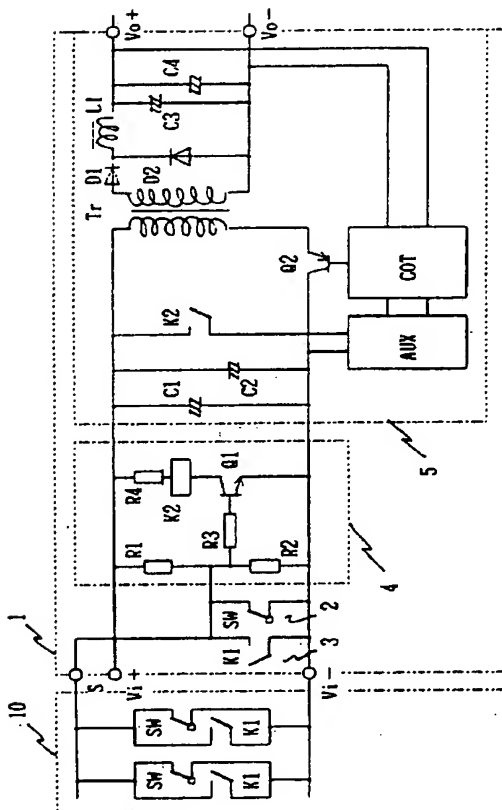 10
1
S
Vi+
Vi-
SW
K1
SW
K1
K1
3
SW
2
R1
R2
R3
R4
K2
Q1
4
C1
C2
K2
Tr
Q2
AUX
COT
5
D1
D2
L1
C3
C4
Vo+
Vo-